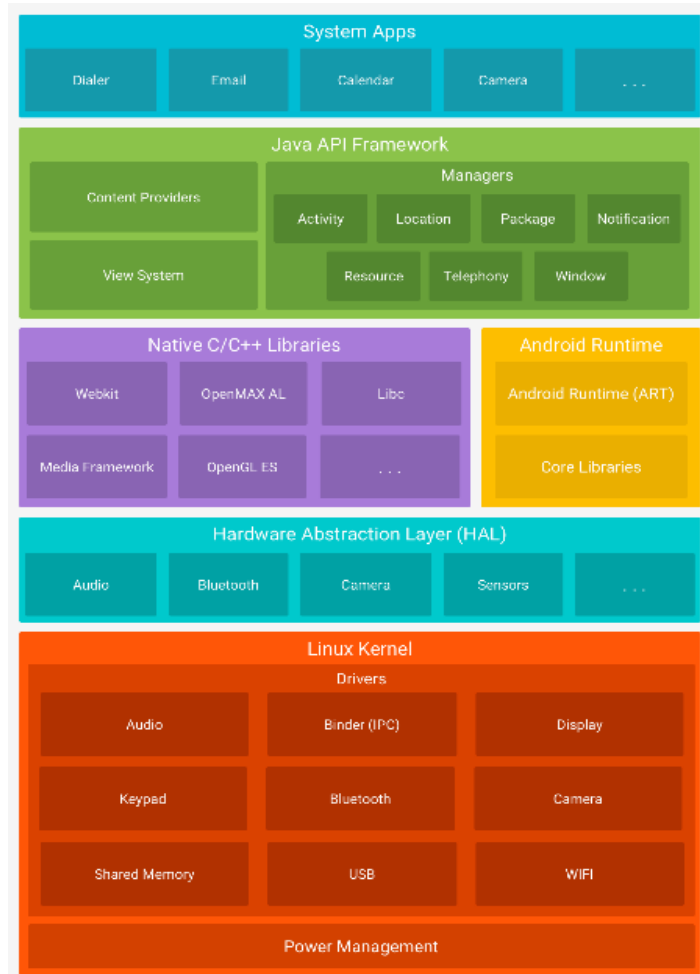 System Apps
Dialer
Email
Calendar
Camera
. . .
Java API Framework
Content Providers
View System
Managers
Activity
Location
Package
Notification
Resource
Telephony
Window
Native C/C++ Libraries
Webkit
OpenMAX AL
Libc
Media Framework
OpenGL ES
. . .
Android Runtime
Android Runtime (ART)
Core Libraries
Hardware Abstraction Layer (HAL)
Audio
Bluetooth
Camera
Sensors
. . .
Linux Kernel
Drivers
Audio
Binder (IPC)
Display
Keypad
Bluetooth
Camera
Shared Memory
USB
WIFI
Power Management